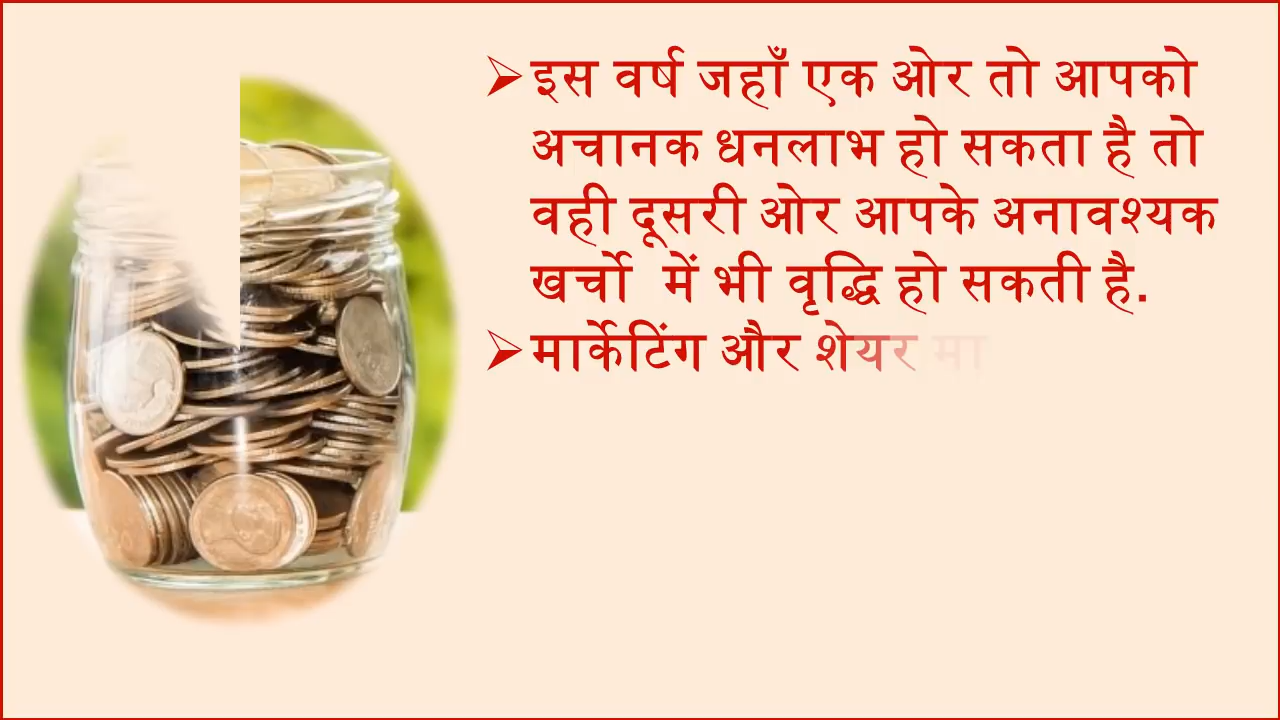 ➢इस वर्ष जहाँ एक ओर तो आपको
अचानक धनलाभ हो सकता है तो
वही दूसरी ओर आपके अनावश्यक
खर्चो में भी वृद्धि हो सकती है.
➢मार्केटिंग और शेयर मा